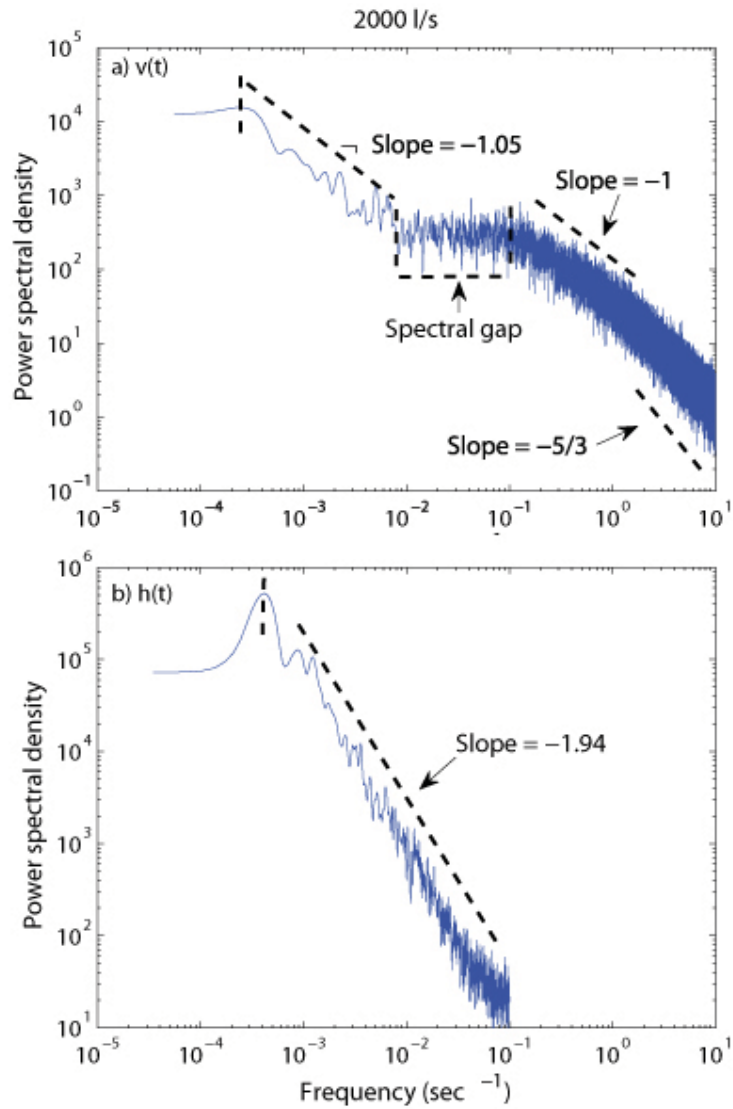 2000 l/s
10^5
a) v(t)
10^4
Slope = −1.05
10^3
Slope = −1
10^2
Spectral gap
10^1
10^0
Slope = −5/3
10^−1
Power spectral density
10^−5 10^−4 10^−3 10^−2 10^−1 10^0 10^1
10^6
b) h(t)
10^5
10^4
Slope = −1.94
10^3
10^2
10^1
Power spectral density
10^−5 10^−4 10^−3 10^−2 10^−1 10^0 10^1
Frequency (sec ^−1)